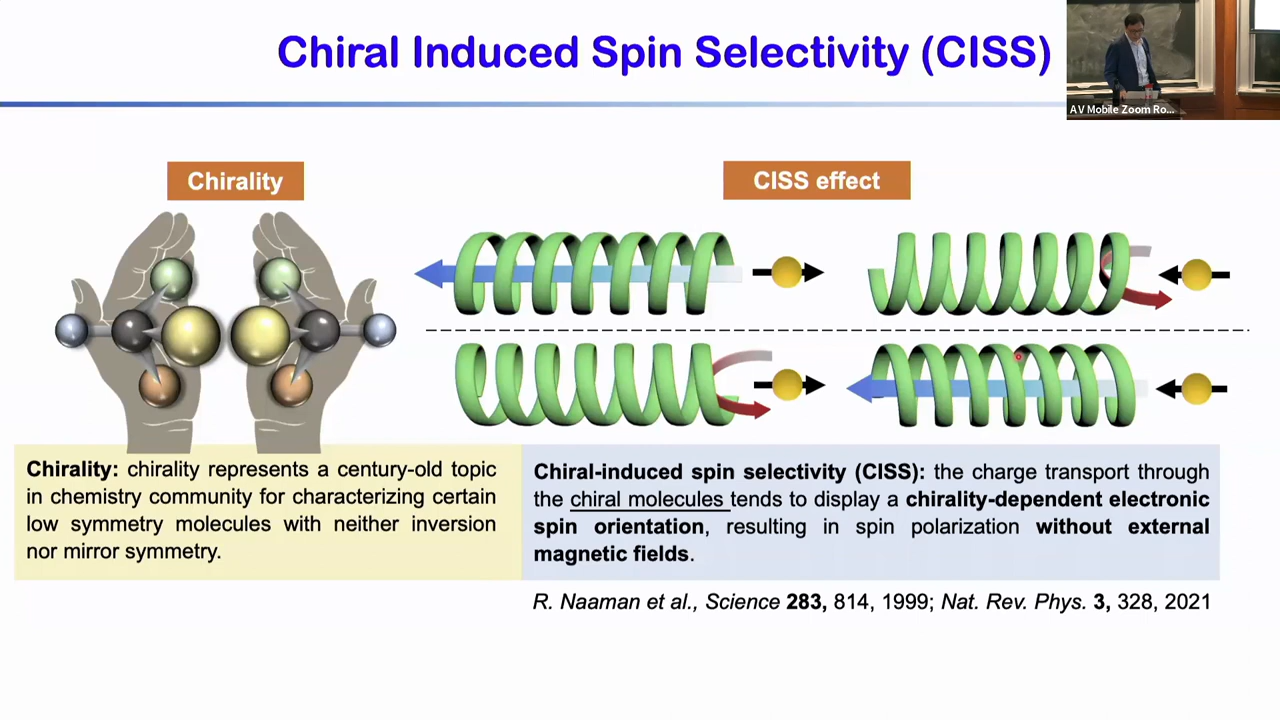 Chiral Induced Spin Selectivity (CISS)
AV Mobile Zoom Ro...
Chirality
CISS effect
Chirality: chirality represents a century-old topic
in chemistry community for characterizing certain
low symmetry molecules with neither inversion
nor mirror symmetry.
Chiral-induced spin selectivity (CISS): the charge transport through
the chiral molecules tends to display a chirality-dependent electronic
spin orientation, resulting in spin polarization without external
magnetic fields.
R. Naaman et al., Science 283, 814, 1999; Nat. Rev. Phys. 3, 328, 2021